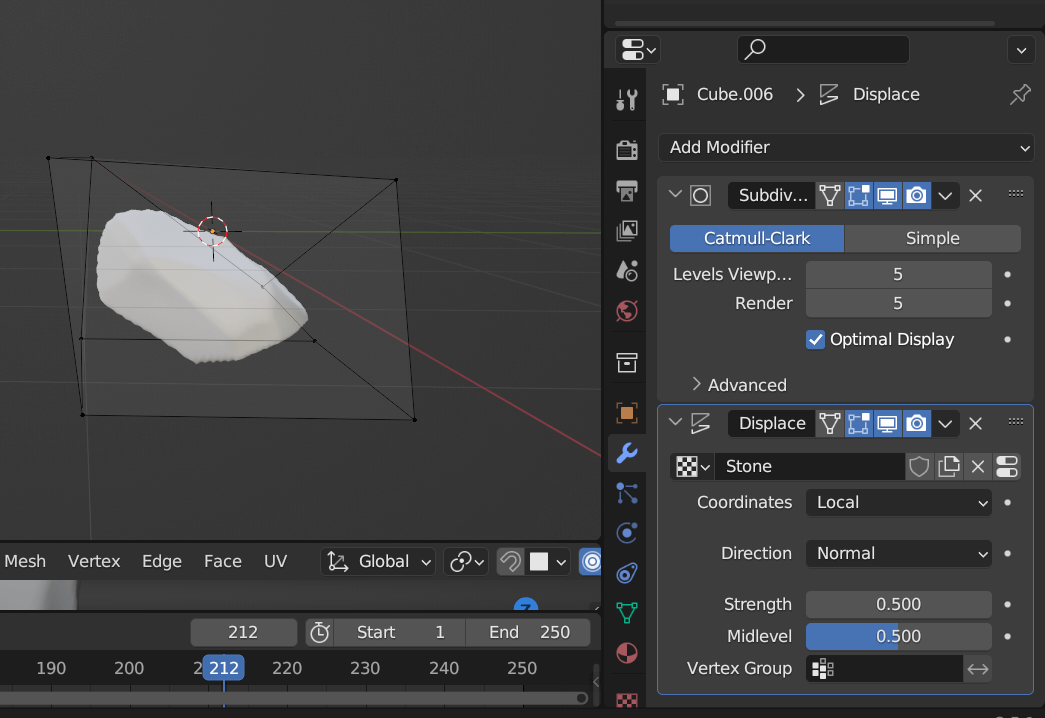 Cube.006 > Displace
Add Modifier
Subdiv...
Catmull-Clark Simple
Levels Viewp... 5
Render 5
Optimal Display
Advanced
Displace
Stone
Coordinates Local
Direction Normal
Strength 0.500
Midlevel 0.500
Vertex Group
Mesh Vertex Edge Face UV Global
212 Start 1 End 250
190 200 212 220 230 240 250